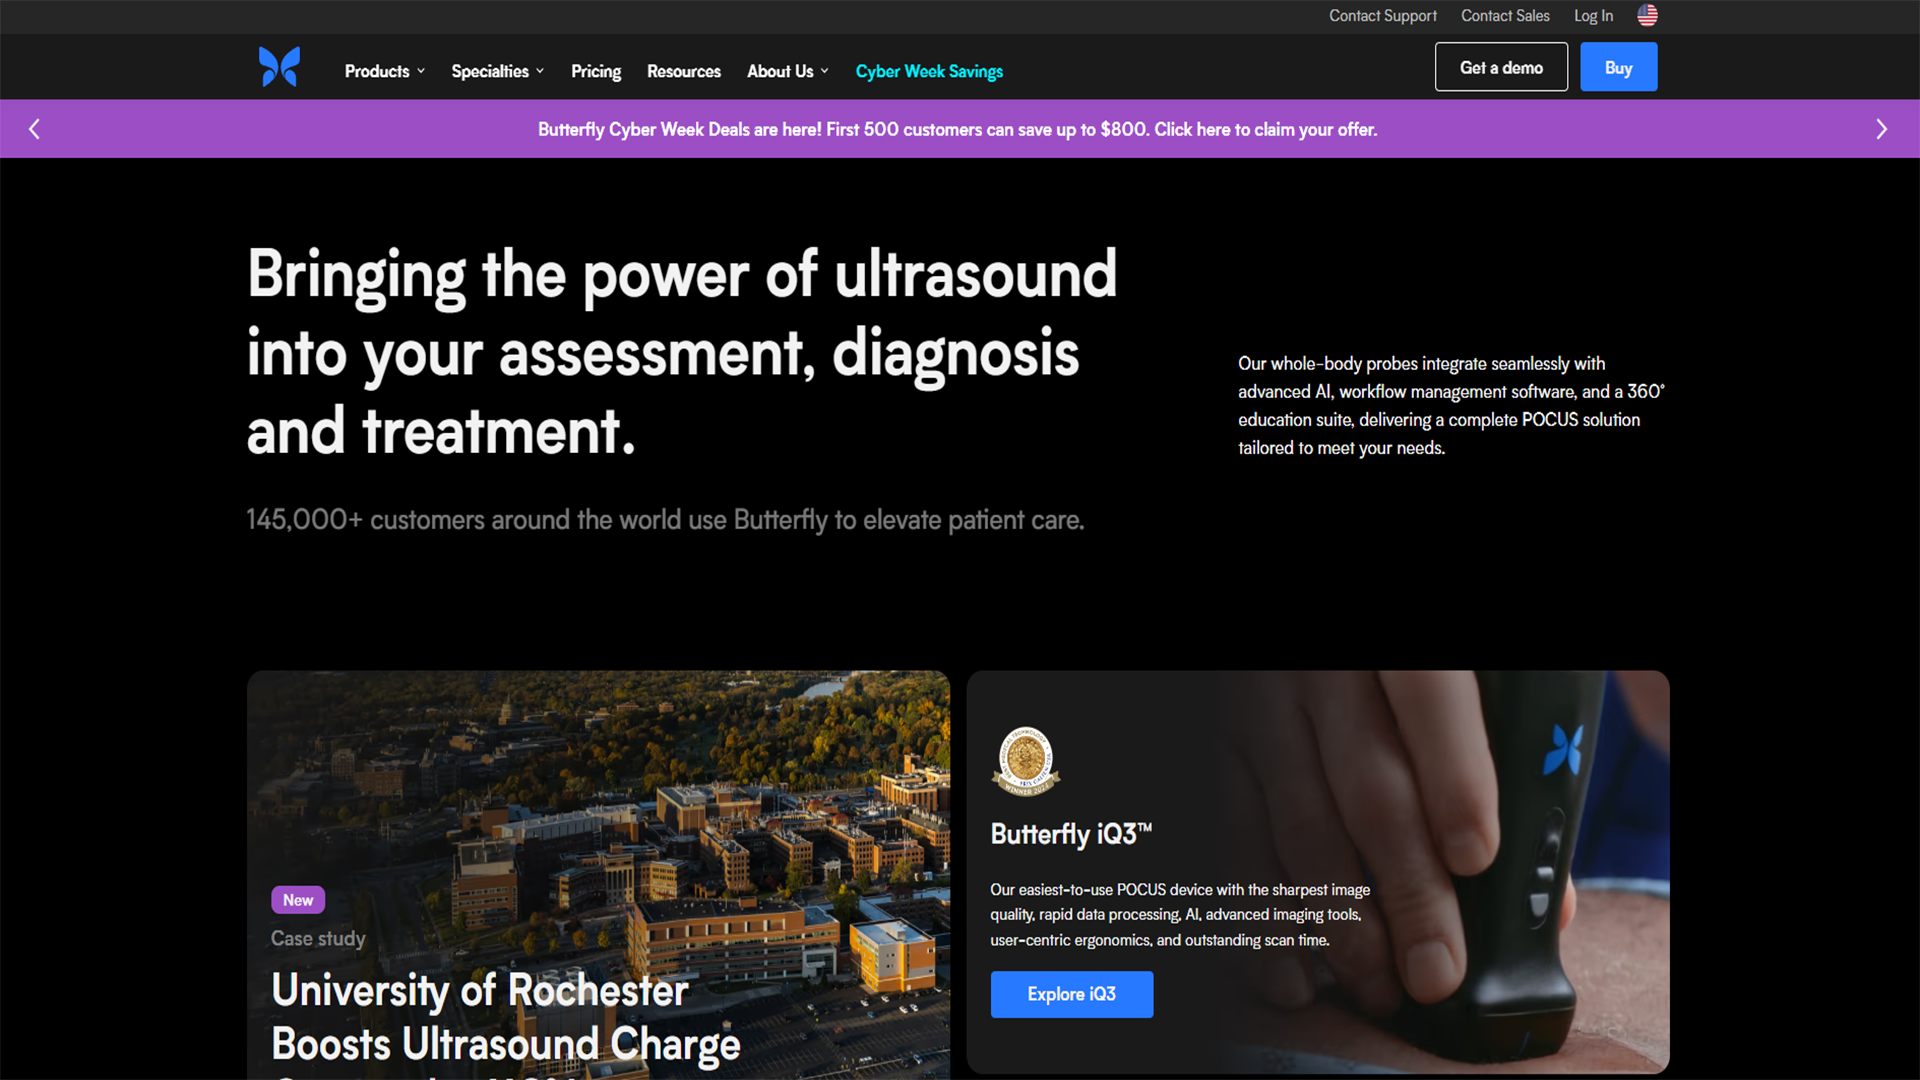 Contact Support
Contact Sales
Log In
Products
Specialties
Pricing
Resources
About Us
Cyber Week Savings
Get a demo
Buy
Butterfly Cyber Week Deals are here! First 500 customers can save up to $800. Click here to claim your offer.
Bringing the power of ultrasound
into your assessment, diagnosis
and treatment.
145,000+ customers around the world use Butterfly to elevate patient care.
Our whole-body probes integrate seamlessly with
advanced AI, workflow management software, and a 360°
education suite, delivering a complete POCUS solution
tailored to meet your needs.
New
Case study
University of Rochester
Boosts Ultrasound Charge
WINNER 2024
Butterfly iQ3™
Our easiest-to-use POCUS device with the sharpest image
quality, rapid data processing, AI, advanced imaging tools,
user-centric ergonomics, and outstanding scan time.
Explore iQ3